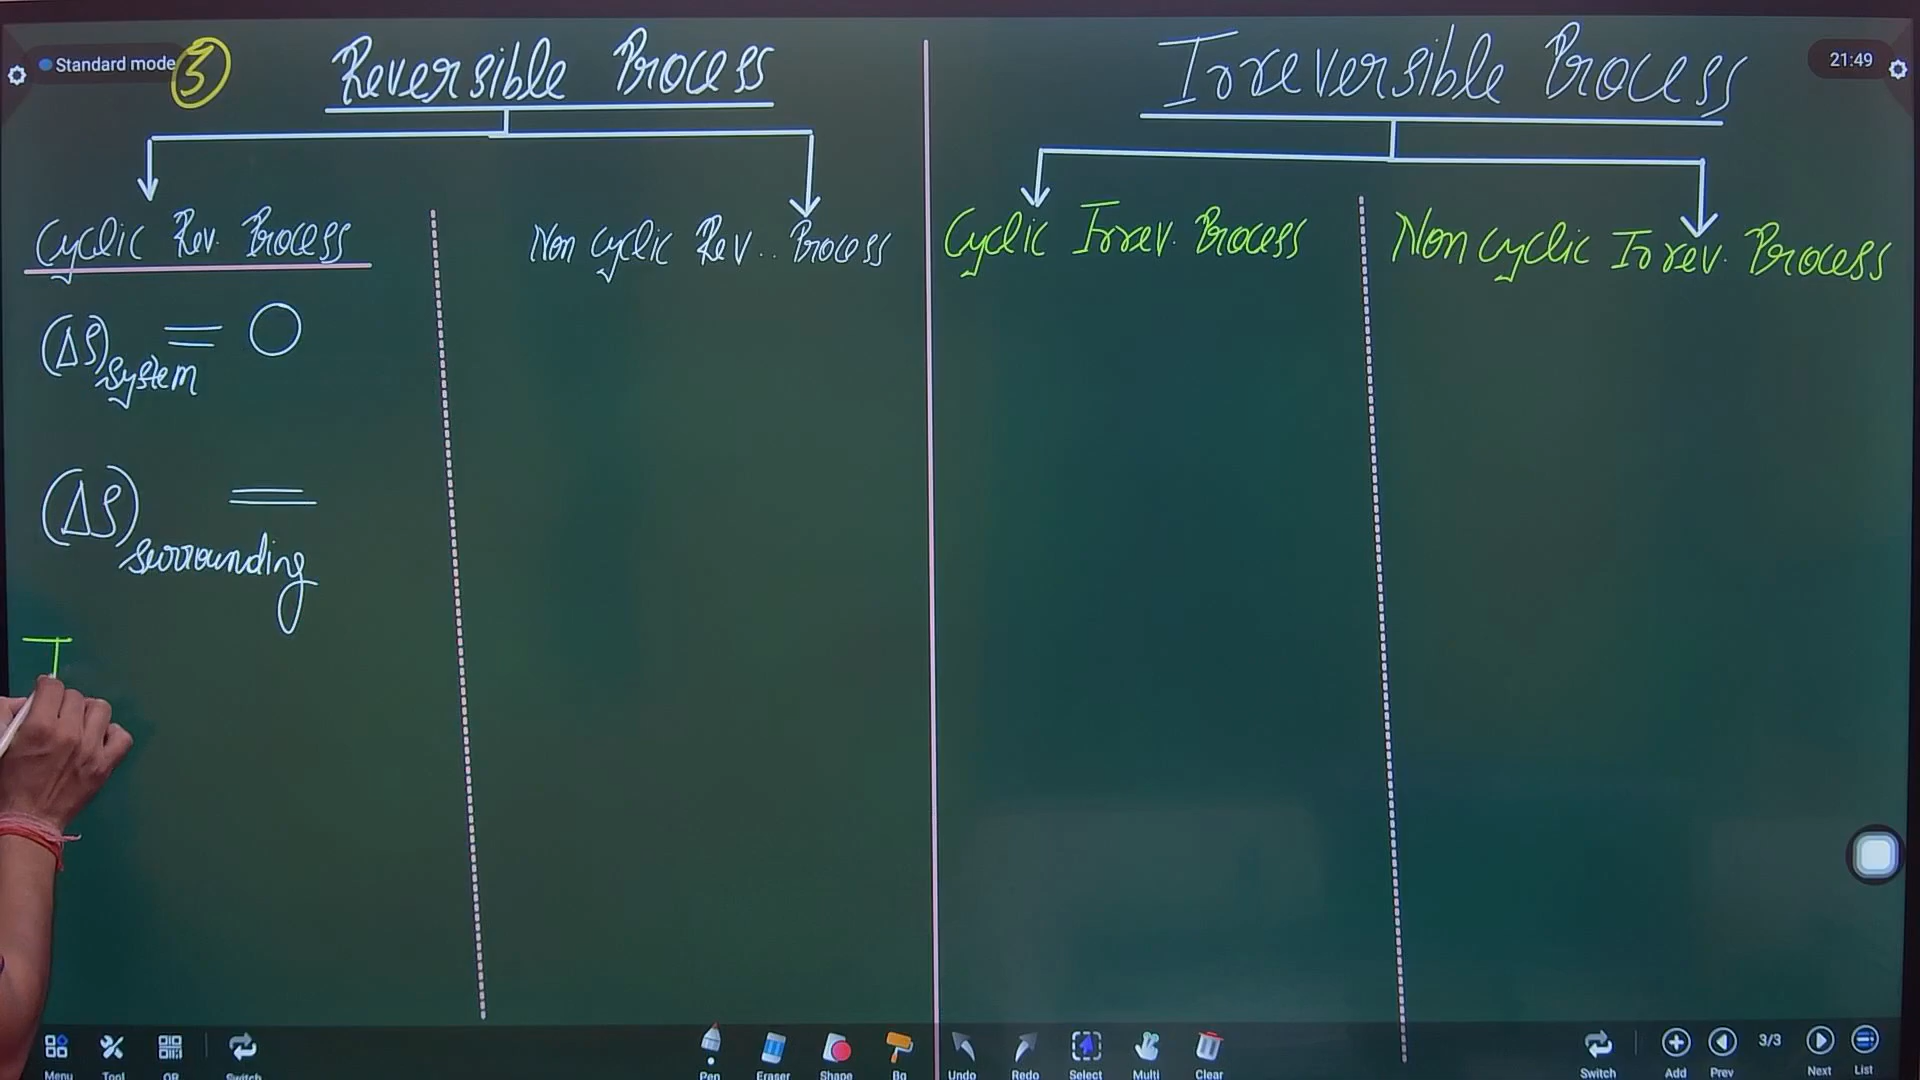 Standard mode
3
Reversible Process
Irreversible Process
21:49
Cyclic Rev. Process
Non cyclic Rev.. Process
Cyclic Irrev. Process
Non cyclic Irrev. Process
(ΔS)system = 0
(ΔS)surrounding =
T
Menu
Tool
QR
Switch
Pen
Eraser
Shape
Bg
Undo
Redo
Select
Multi
Clear
Switch
Add
Prev
3/3
Next
List